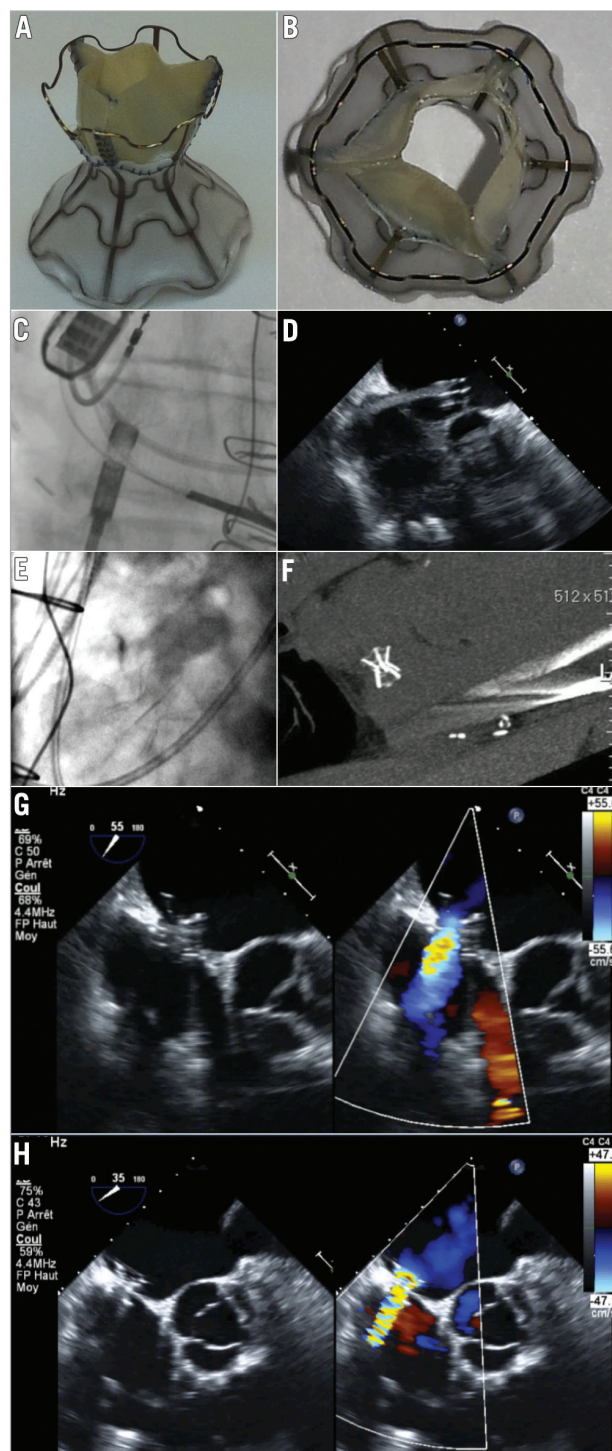 A
B
C
D
P
x
E
F
512 x 51
L
G
Hz
69%
C 50
P Arrêt
Gén
Coul
68%
4.4MHz
FP Haut
Moy
0 55 180
x
P
x
C4 C4
+55.
-55.
cm/s
H
Hz
75%
C 43
P Arrêt
Gén
Coul
59%
4.4MHz
FP Haut
Moy
0 35 180
P
C4 C4
+47.
-47.
cm/s